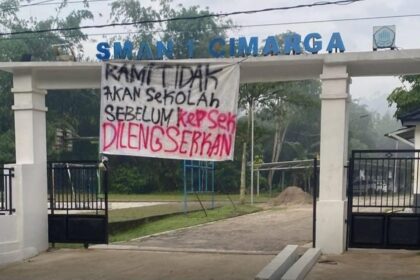 SMAN 1 CIMARGA
KAMI TIDAK
AKAN SEKOLAH
SEBELUM KEPSEK
DILENGSERKAN